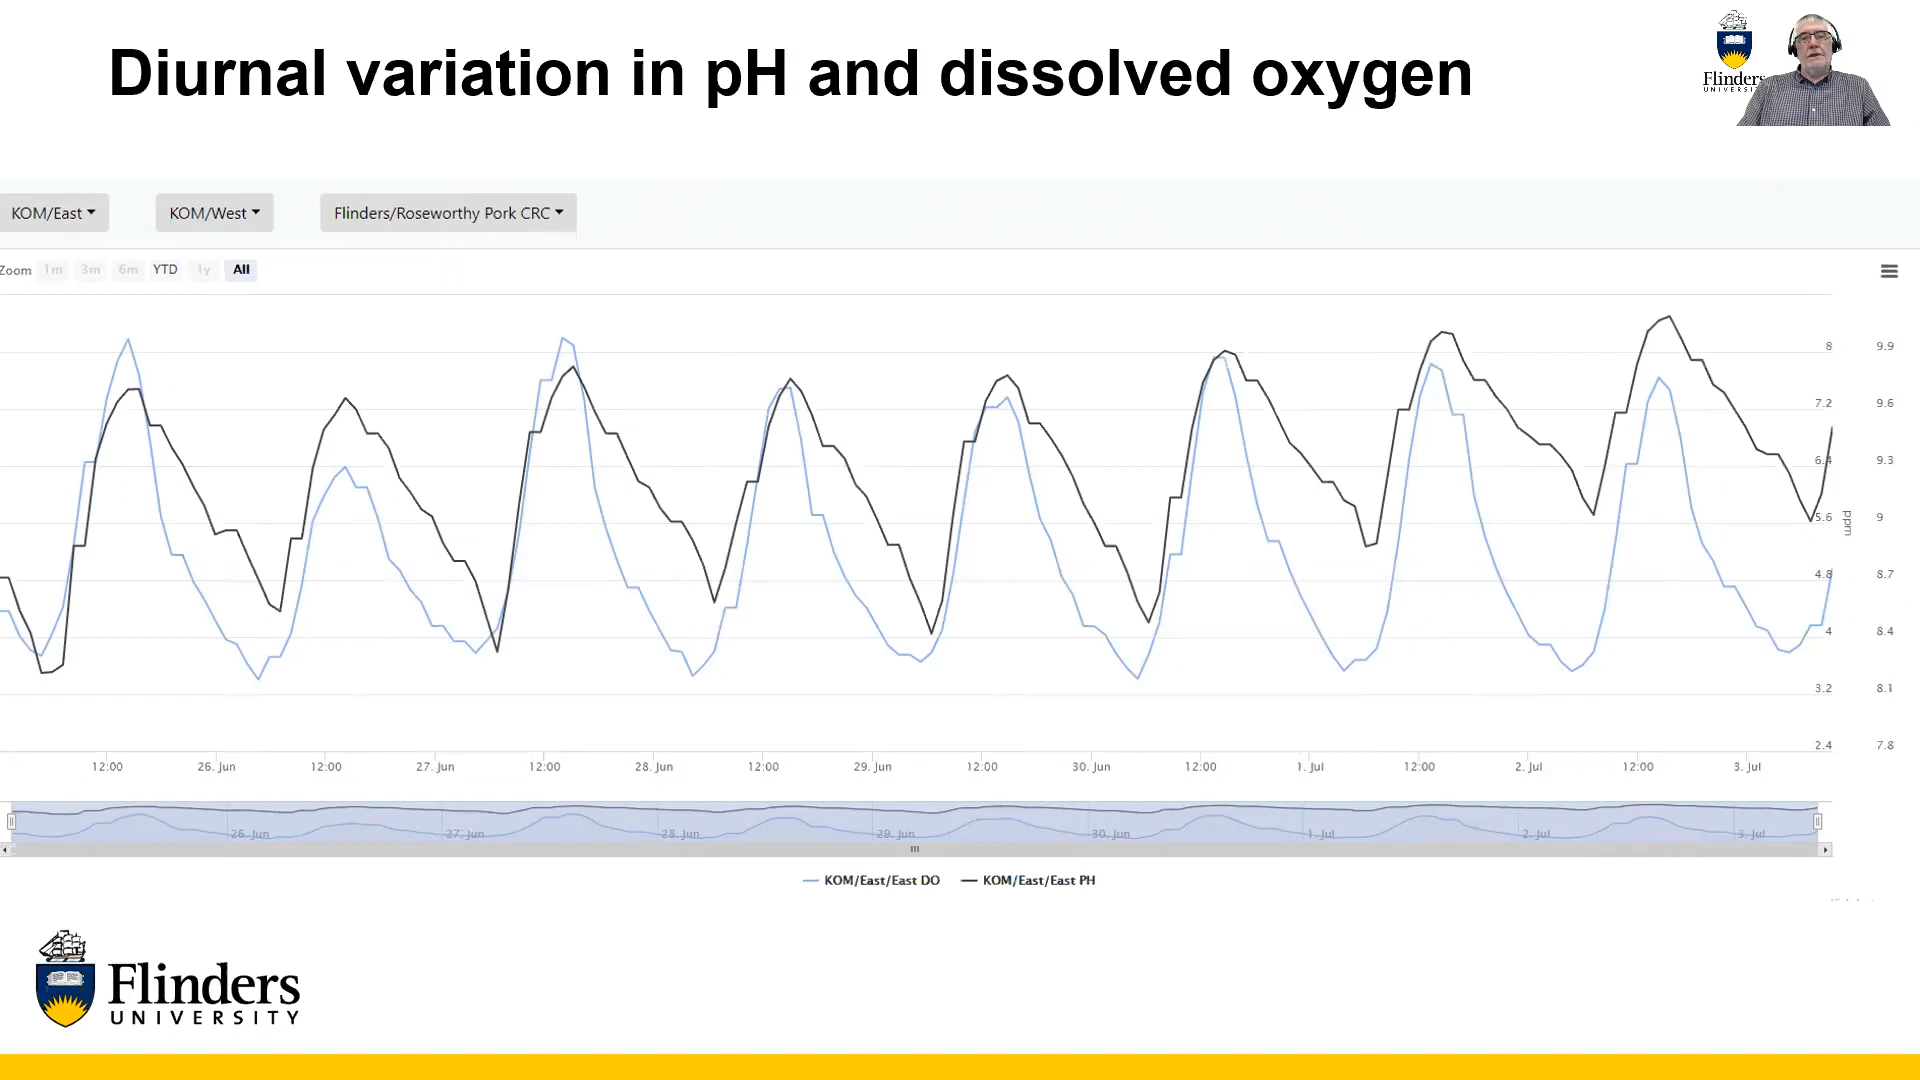 Diurnal variation in pH and dissolved oxygen
Flinders
UNIVERSI
KOM/East KOM/West Flinders/Roseworthy Pork CRC
Zoom 1m 3m 6m YTD 1y All
8 9.9
7.2 9.6
6.4 9.3
5.6 9
ppm
4.8 8.7
4 8.4
3.2 8.1
2.4 7.8
12:00 26. Jun 12:00 27. Jun 12:00 28. Jun 12:00 29. Jun 12:00 30. Jun 12:00 1. Jul 12:00 2. Jul 12:00 3. Jul
26. Jun 27. Jun 28. Jun 29. Jun 30. Jun 1. Jul 2. Jul 3. Jul
KOM/East/East DO KOM/East/East PH
Flinders
UNIVERSITY